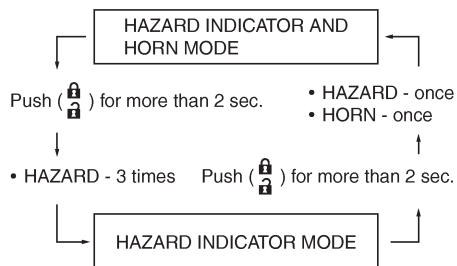 HAZARD INDICATOR AND
HORN MODE
Push ( ) for more than 2 sec.
• HAZARD - once
• HORN - once
• HAZARD - 3 times
Push ( ) for more than 2 sec.
HAZARD INDICATOR MODE